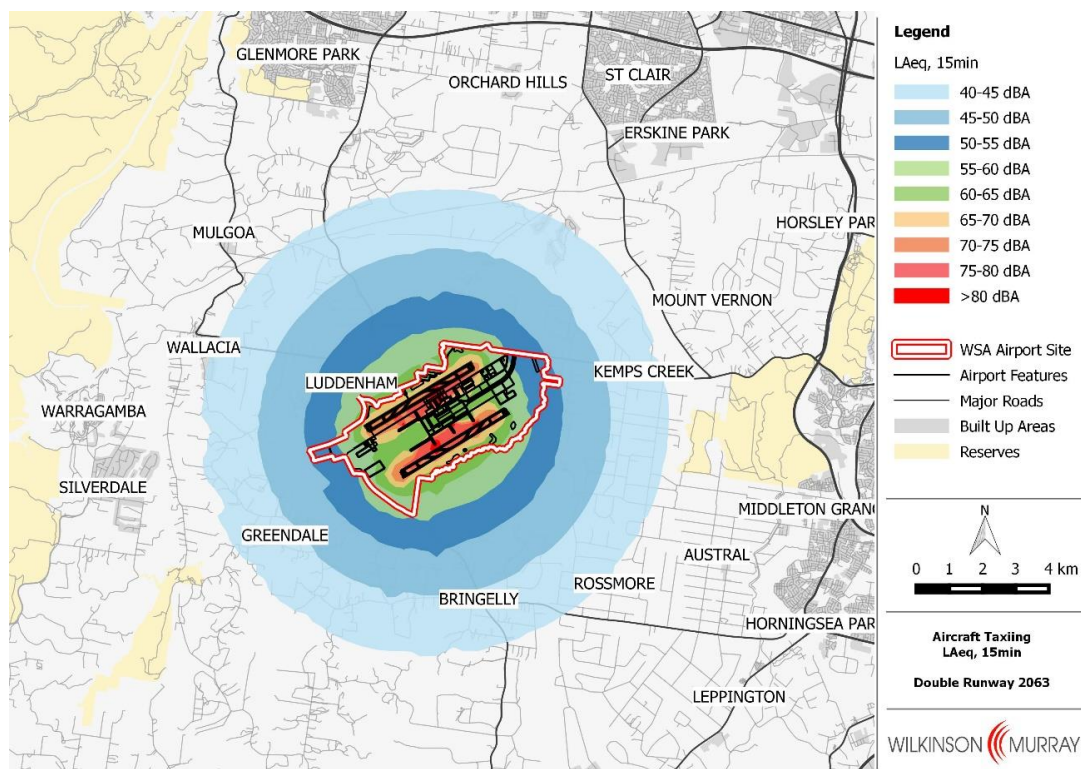 GLENMORE PARK
ORCHARD HILLS
ST CLAIR
ERSKINE PARK
MULGOA
HORSLEY PAR
MOUNT VERNON
WALLACIA
KEMPS CREEK
LUDDENHAM
WARRAGAMBA
SILVERDALE
MIDDLETON GRAN
GREENDALE
AUSTRAL
ROSSMORE
BRINGELLY
HORNINGSEA PAR
LEPPINGTON
Legend
LAeq, 15min
40-45 dBA
45-50 dBA
50-55 dBA
55-60 dBA
60-65 dBA
65-70 dBA
70-75 dBA
75-80 dBA
>80 dBA
WSA Airport Site
Airport Features
Major Roads
Built Up Areas
Reserves
N
0 1 2 3 4 km
Aircraft Taxiing
LAeq, 15min
Double Runway 2063
WILKINSON MURRAY